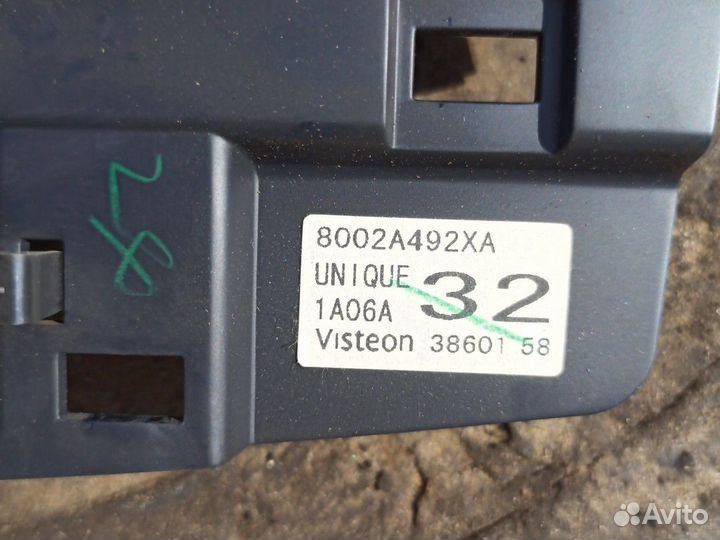 8002A492XA
UNIQUE 32
1A06A
Visteon 38601 58
Avito